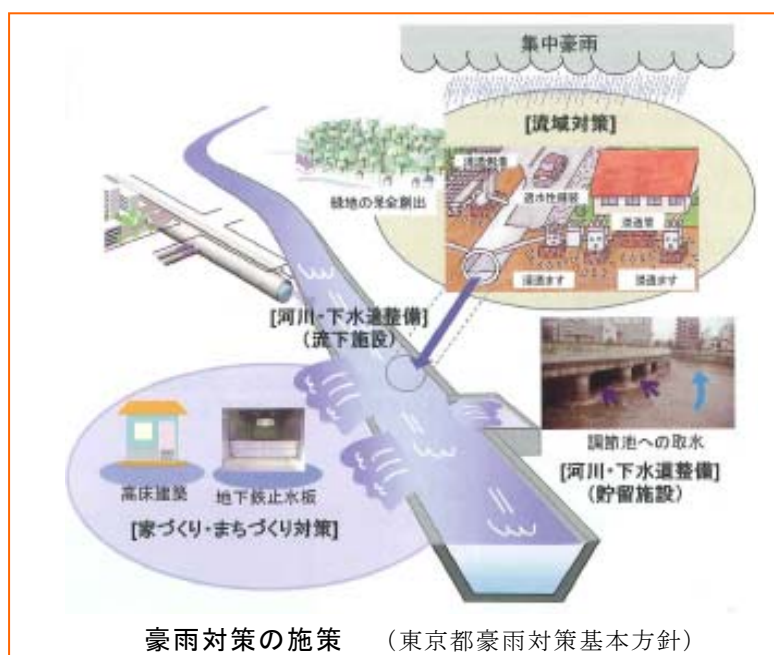 集中豪雨
[流域対策]
浸透側溝
透水性舗装
緑地の保全創出
浸透管
浸透ます
浸透ます
[河川・下水道整備]
(流下施設)
調節池への取水
[河川・下水道整備]
(貯留施設)
高床建築
地下鉄止水板
[家づくり・まちづくり対策]
豪雨対策の施策 (東京都豪雨対策基本方針)